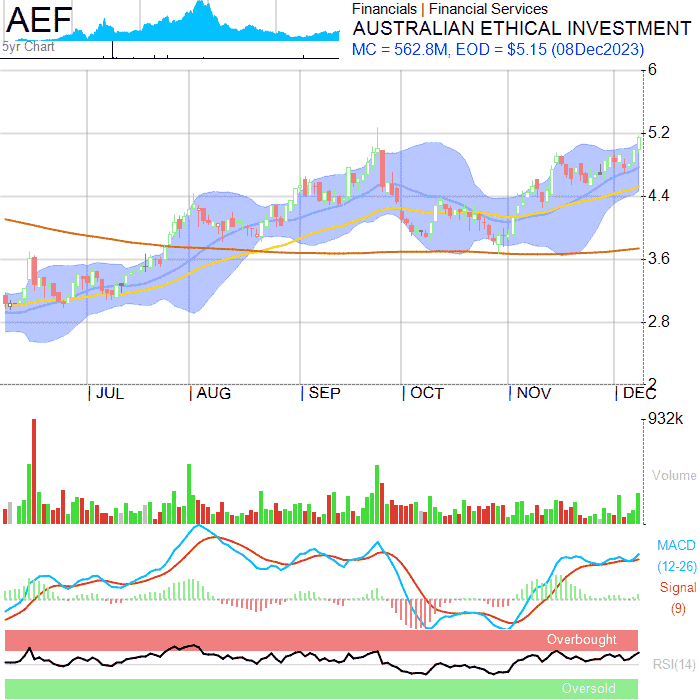 AEF
5yr Chart
Financials | Financial Services
AUSTRALIAN ETHICAL INVESTMENT
MC = 562.8M, EOD = $5.15 (08Dec2023)
6
5.2
4.4
3.6
2.8
2
JUL AUG SEP OCT NOV DEC
932k
Volume
MACD
(12-26)
Signal
(9)
Overbought
RSI(14)
Oversold